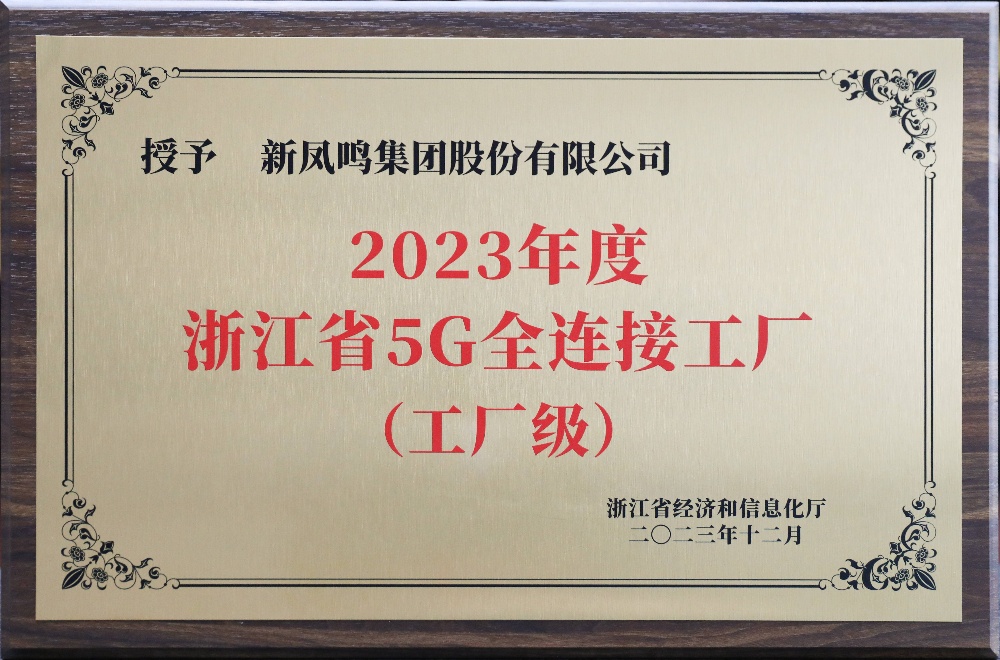 授予 新凤鸣集团股份有限公司
2023年度
浙江省5G全连接工厂
（工厂级）
浙江省经济和信息化厅
二〇二三年十二月